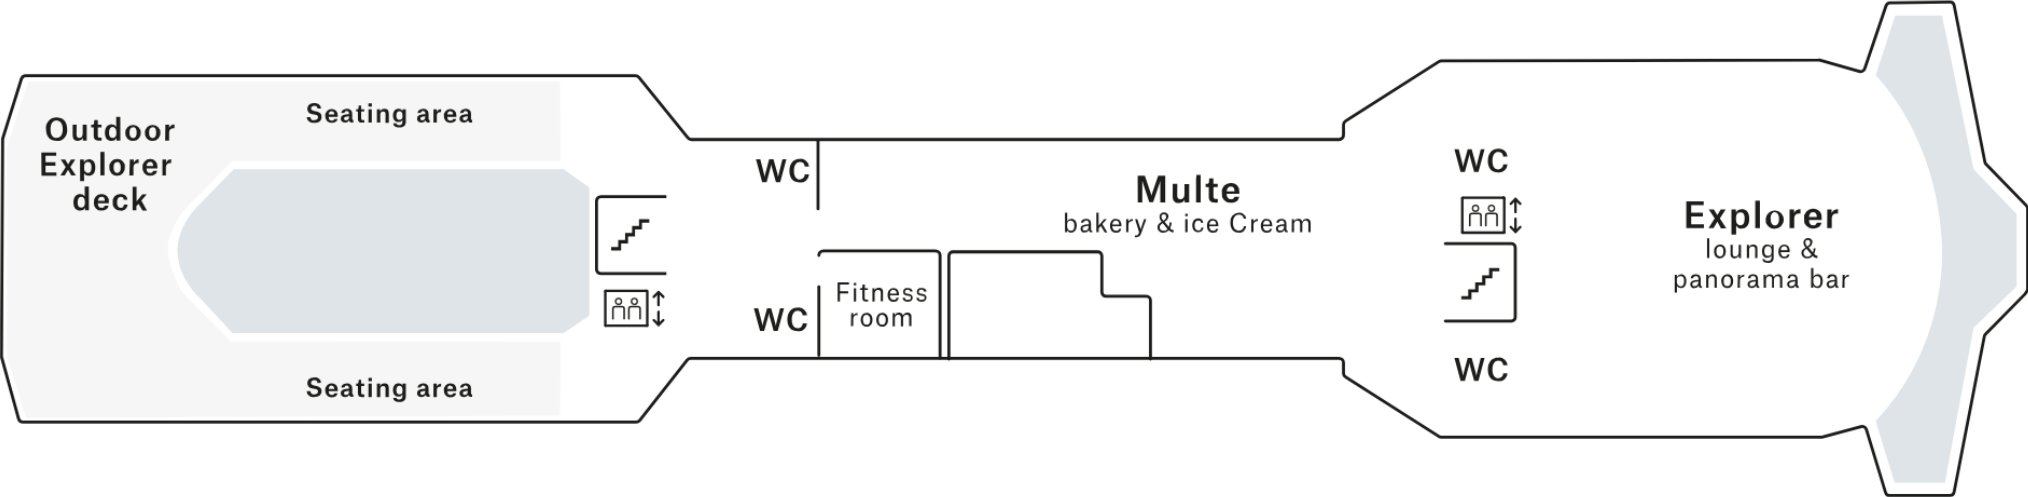 Outdoor
Explorer
deck
Seating area
Seating area
WC
WC
Fitness
room
Multe
bakery & ice Cream
WC
WC
Explorer
lounge &
panorama bar